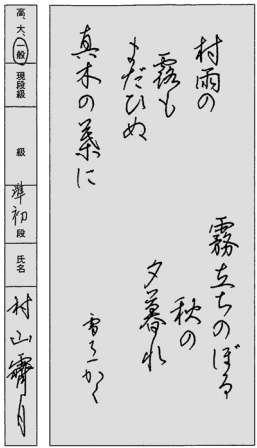 村雨の
露も
まだひぬ
真木の葉に
霧立ちのぼる
秋の
夕暮れ
高、大、一般
現段級
級
準初段
氏名
村山霽月